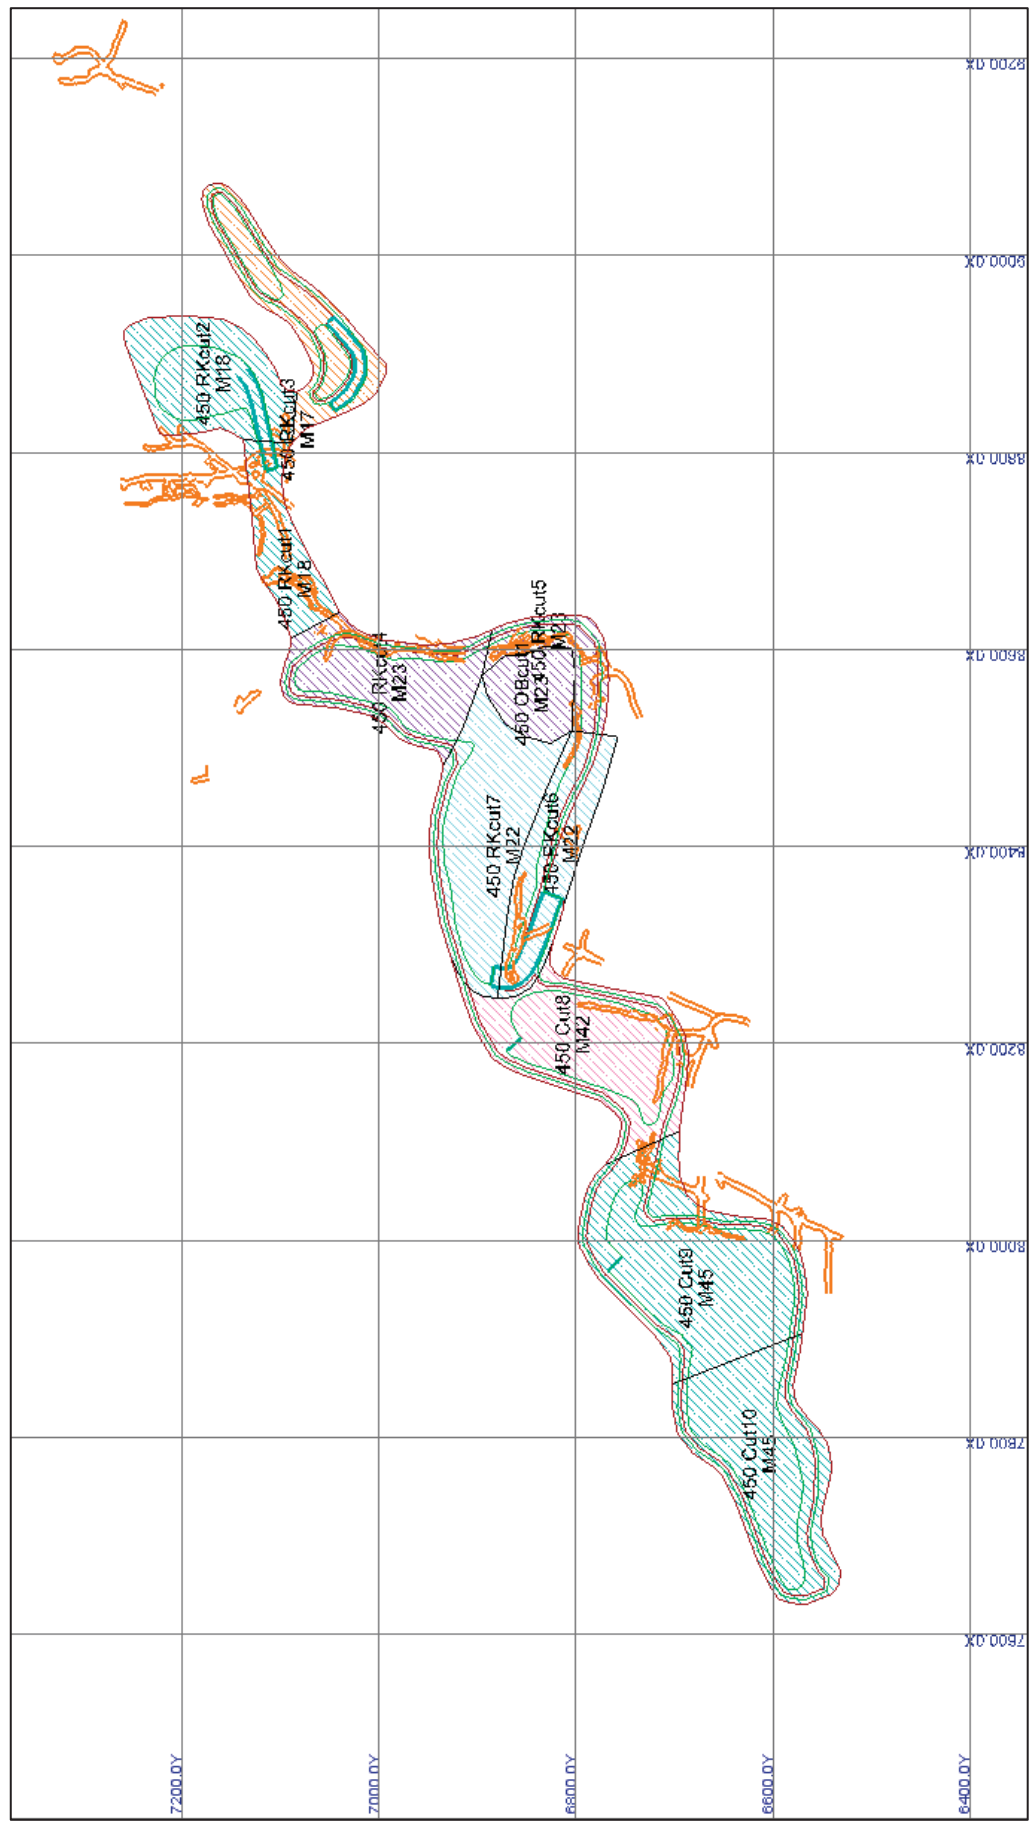 9200.0X
9000.0X
450 RKcut2
M18
450 RKcut3
M17
8800.0X
450 RKcut1
M18
450 RKcut4
M23
450 RKcut5
M23
450 OBcut1
M23
8600.0X
450 RKcut7
M22
450 RKcut6
M22
8400.0X
450 Cut8
M42
8200.0X
8000.0X
450 Cut9
M45
450 Cut10
M45
7800.0X
7600.0X
7200.0Y
7000.0Y
6800.0Y
6600.0Y
6400.0Y